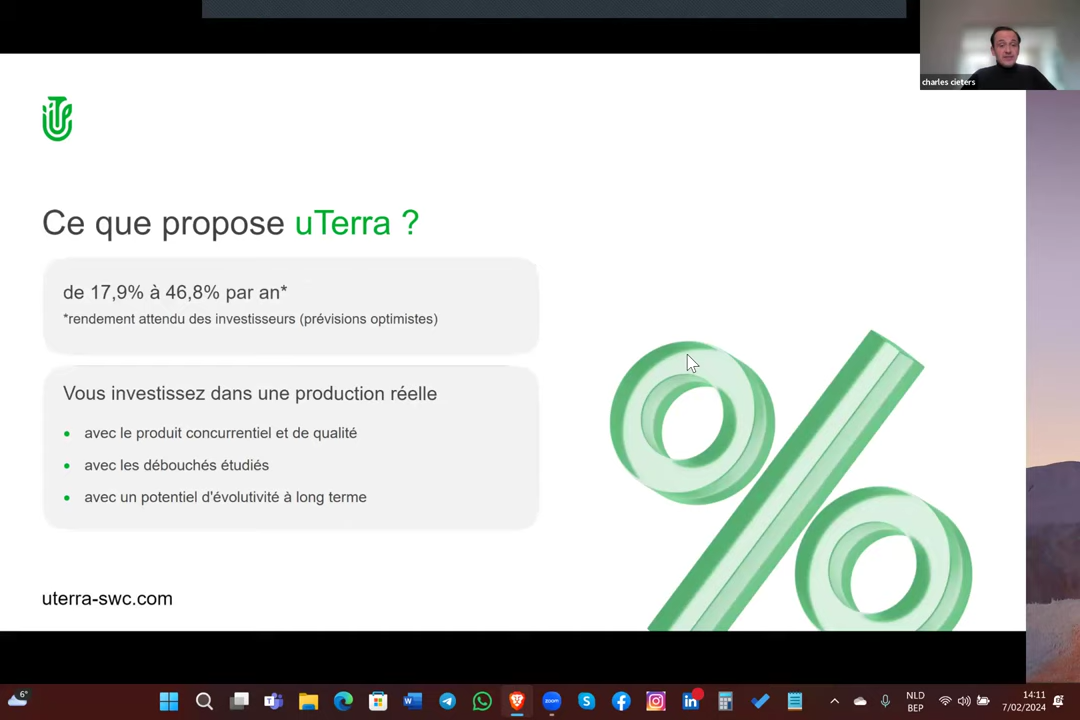 charles cieters
Ce que propose uTerra ?
de 17,9% à 46,8% par an*
*rendement attendu des investisseurs (prévisions optimistes)
Vous investissez dans une production réelle
avec le produit concurrentiel et de qualité
avec les débouchés étudiés
avec un potentiel d'évolutivité à long terme
uterra-swc.com
6°
zoom
NLD
BEP
14:11
7/02/2024